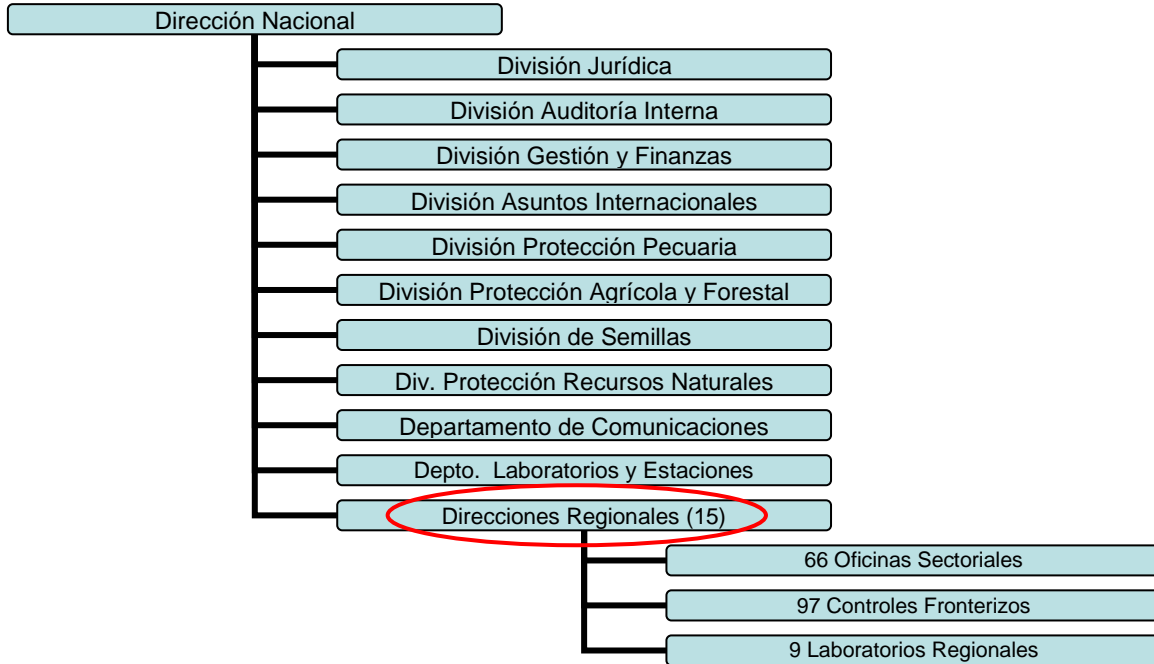 Dirección Nacional
División Jurídica
División Auditoría Interna
División Gestión y Finanzas
División Asuntos Internacionales
División Protección Pecuaria
División Protección Agrícola y Forestal
División de Semillas
Div. Protección Recursos Naturales
Departamento de Comunicaciones
Depto. Laboratorios y Estaciones
Direcciones Regionales (15)
66 Oficinas Sectoriales
97 Controles Fronterizos
9 Laboratorios Regionales